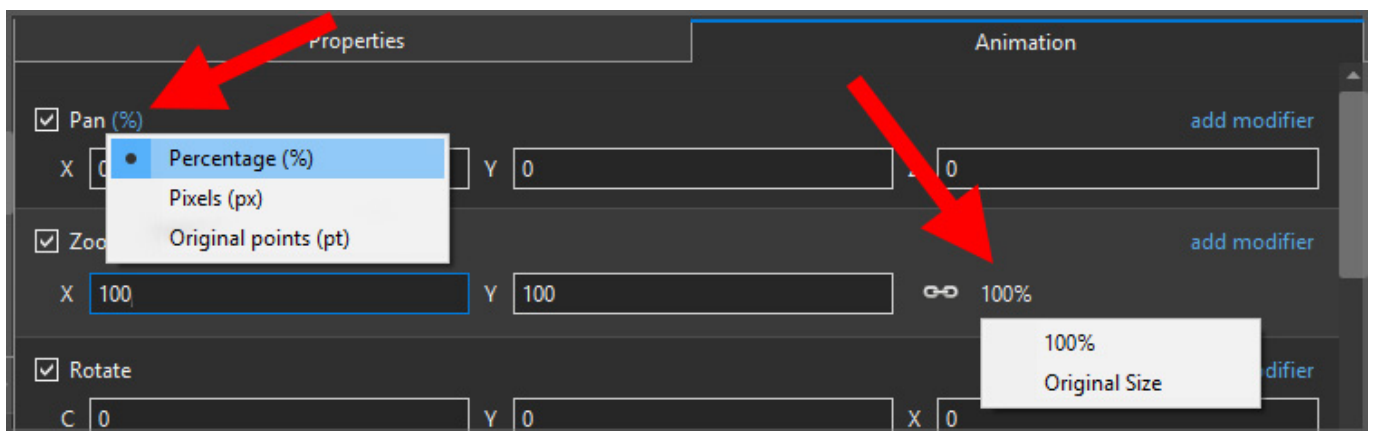 Properties
Animation
Pan (%)
add modifier
X 0
Y 0
0
Percentage (%)
Pixels (px)
Original points (pt)
add modifier
X 100
Y 100
100%
100%
Original Size
Rotate
C 0
Y 0
X 0